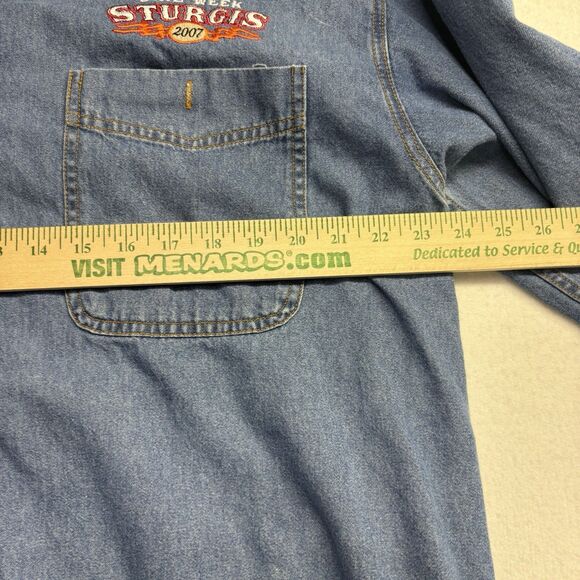 WEEK
STURGIS
2007
14 15 16 17 18 19 20 21 22 23 24 25 26
VISIT MENARDS.com
Dedicated to Service &